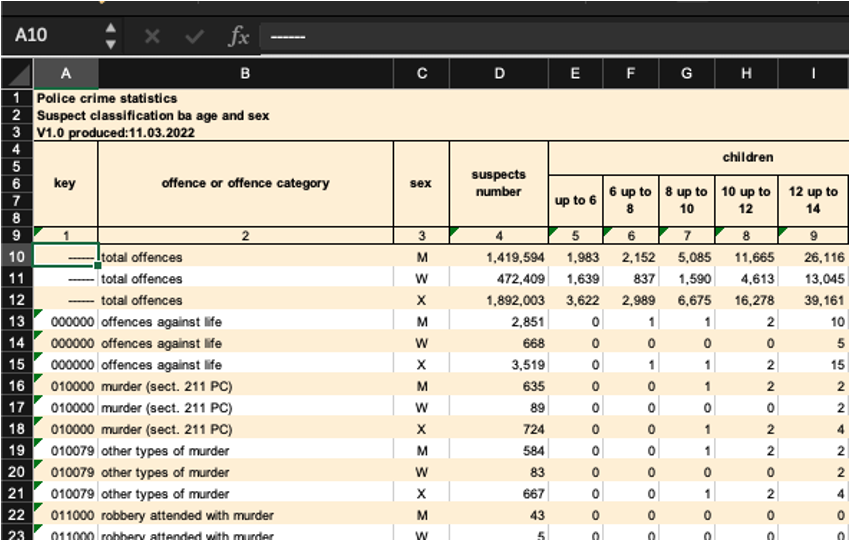 A10 fx ------
A B C D E F G H I
1 Police crime statistics
2 Suspect classification ba age and sex
3 V1.0 produced:11.03.2022
4
5 children
6 key offence or offence category sex suspects number up to 6 6 up to 8 8 up to 10 10 up to 12 12 up to 14
7
8
9 1 2 3 4 5 6 7 8 9
10 ------ total offences M 1,419,594 1,983 2,152 5,085 11,665 26,116
11 ------ total offences W 472,409 1,639 837 1,590 4,613 13,045
12 ------ total offences X 1,892,003 3,622 2,989 6,675 16,278 39,161
13 000000 offences against life M 2,851 0 1 1 2 10
14 000000 offences against life W 668 0 0 0 0 5
15 000000 offences against life X 3,519 0 1 1 2 15
16 010000 murder (sect. 211 PC) M 635 0 0 1 2 2
17 010000 murder (sect. 211 PC) W 89 0 0 0 0 2
18 010000 murder (sect. 211 PC) X 724 0 0 1 2 4
19 010079 other types of murder M 584 0 0 1 2 2
20 010079 other types of murder W 83 0 0 0 0 2
21 010079 other types of murder X 667 0 0 1 2 4
22 011000 robbery attended with murder M 43 0 0 0 0 0
23 011000 robbery attended with murder W 5 0 0 0 0 0